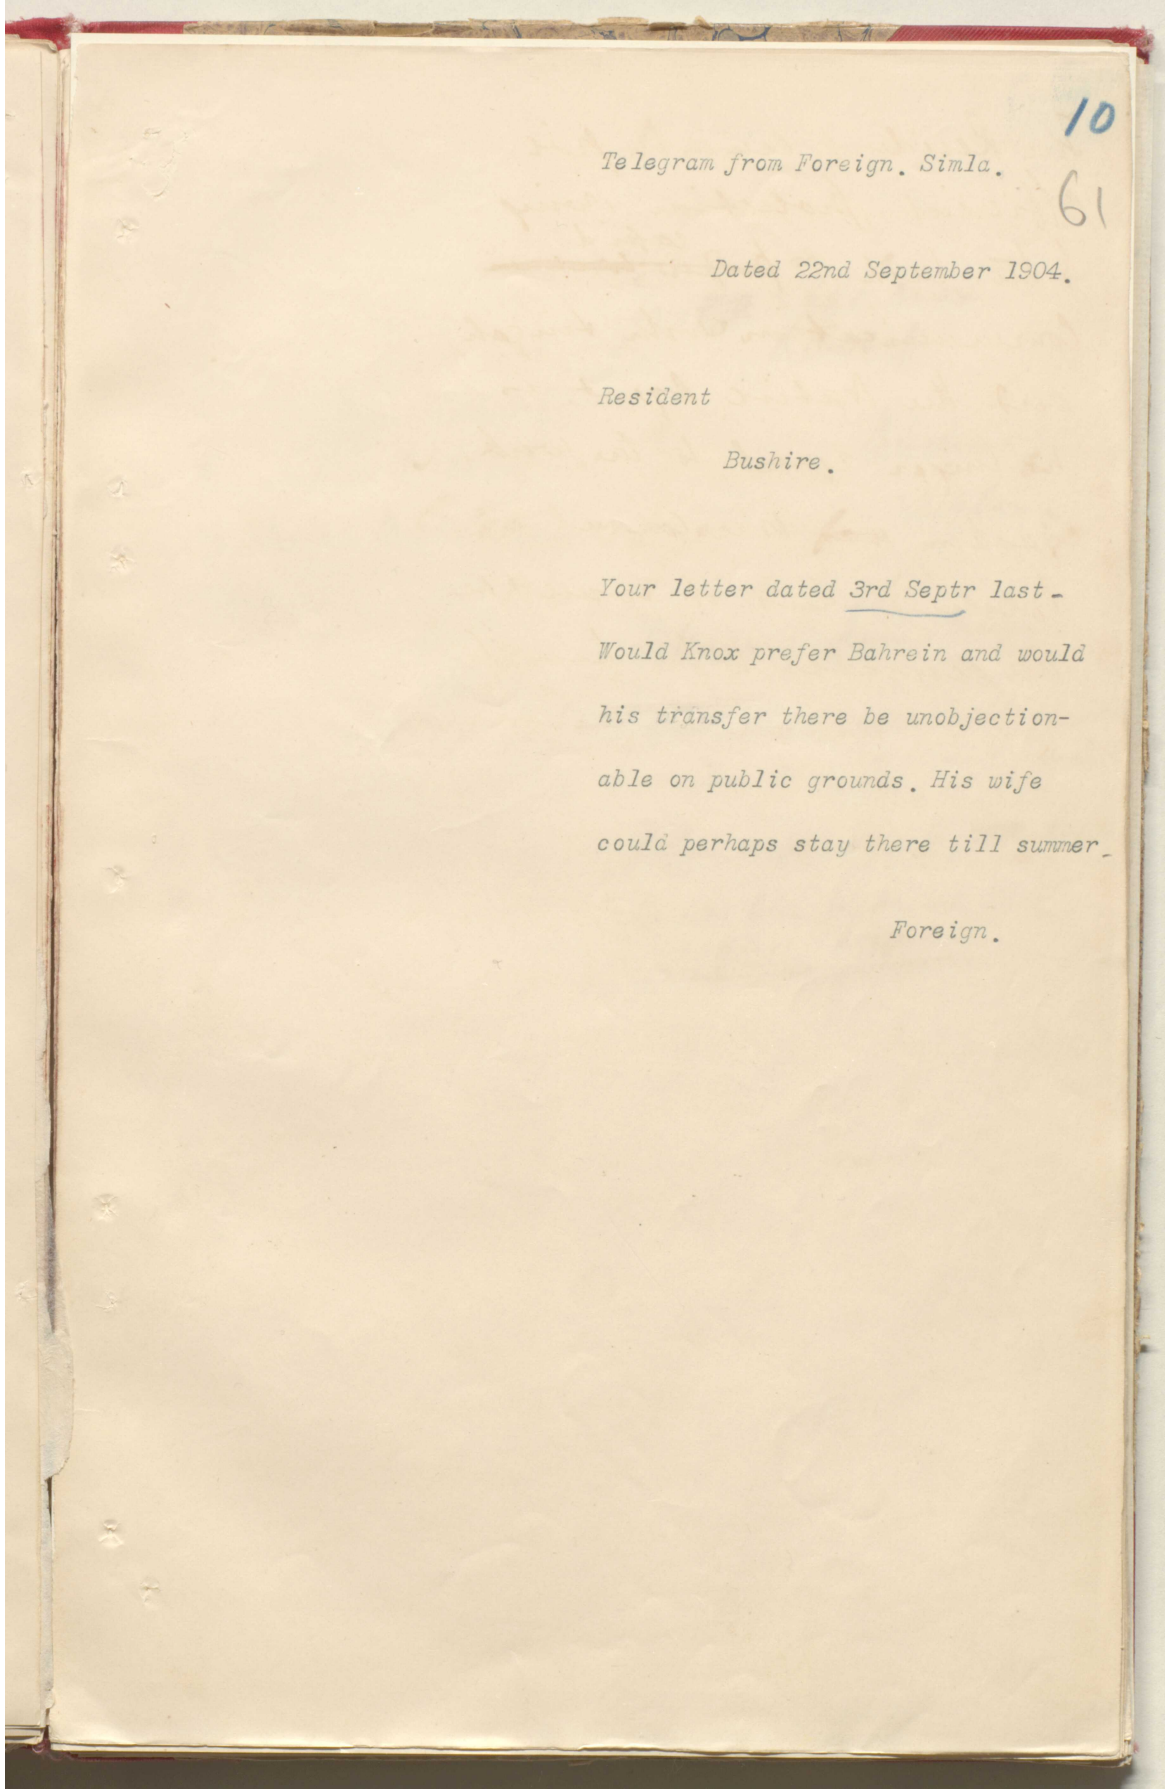 10
Telegram from Foreign. Simla.
61
Dated 22nd September 1904.
Resident
Bushire.
Your letter dated 3rd Septr last -
Would Knox prefer Bahrein and would
his transfer there be unobjection-
able on public grounds. His wife
could perhaps stay there till summer_
Foreign.